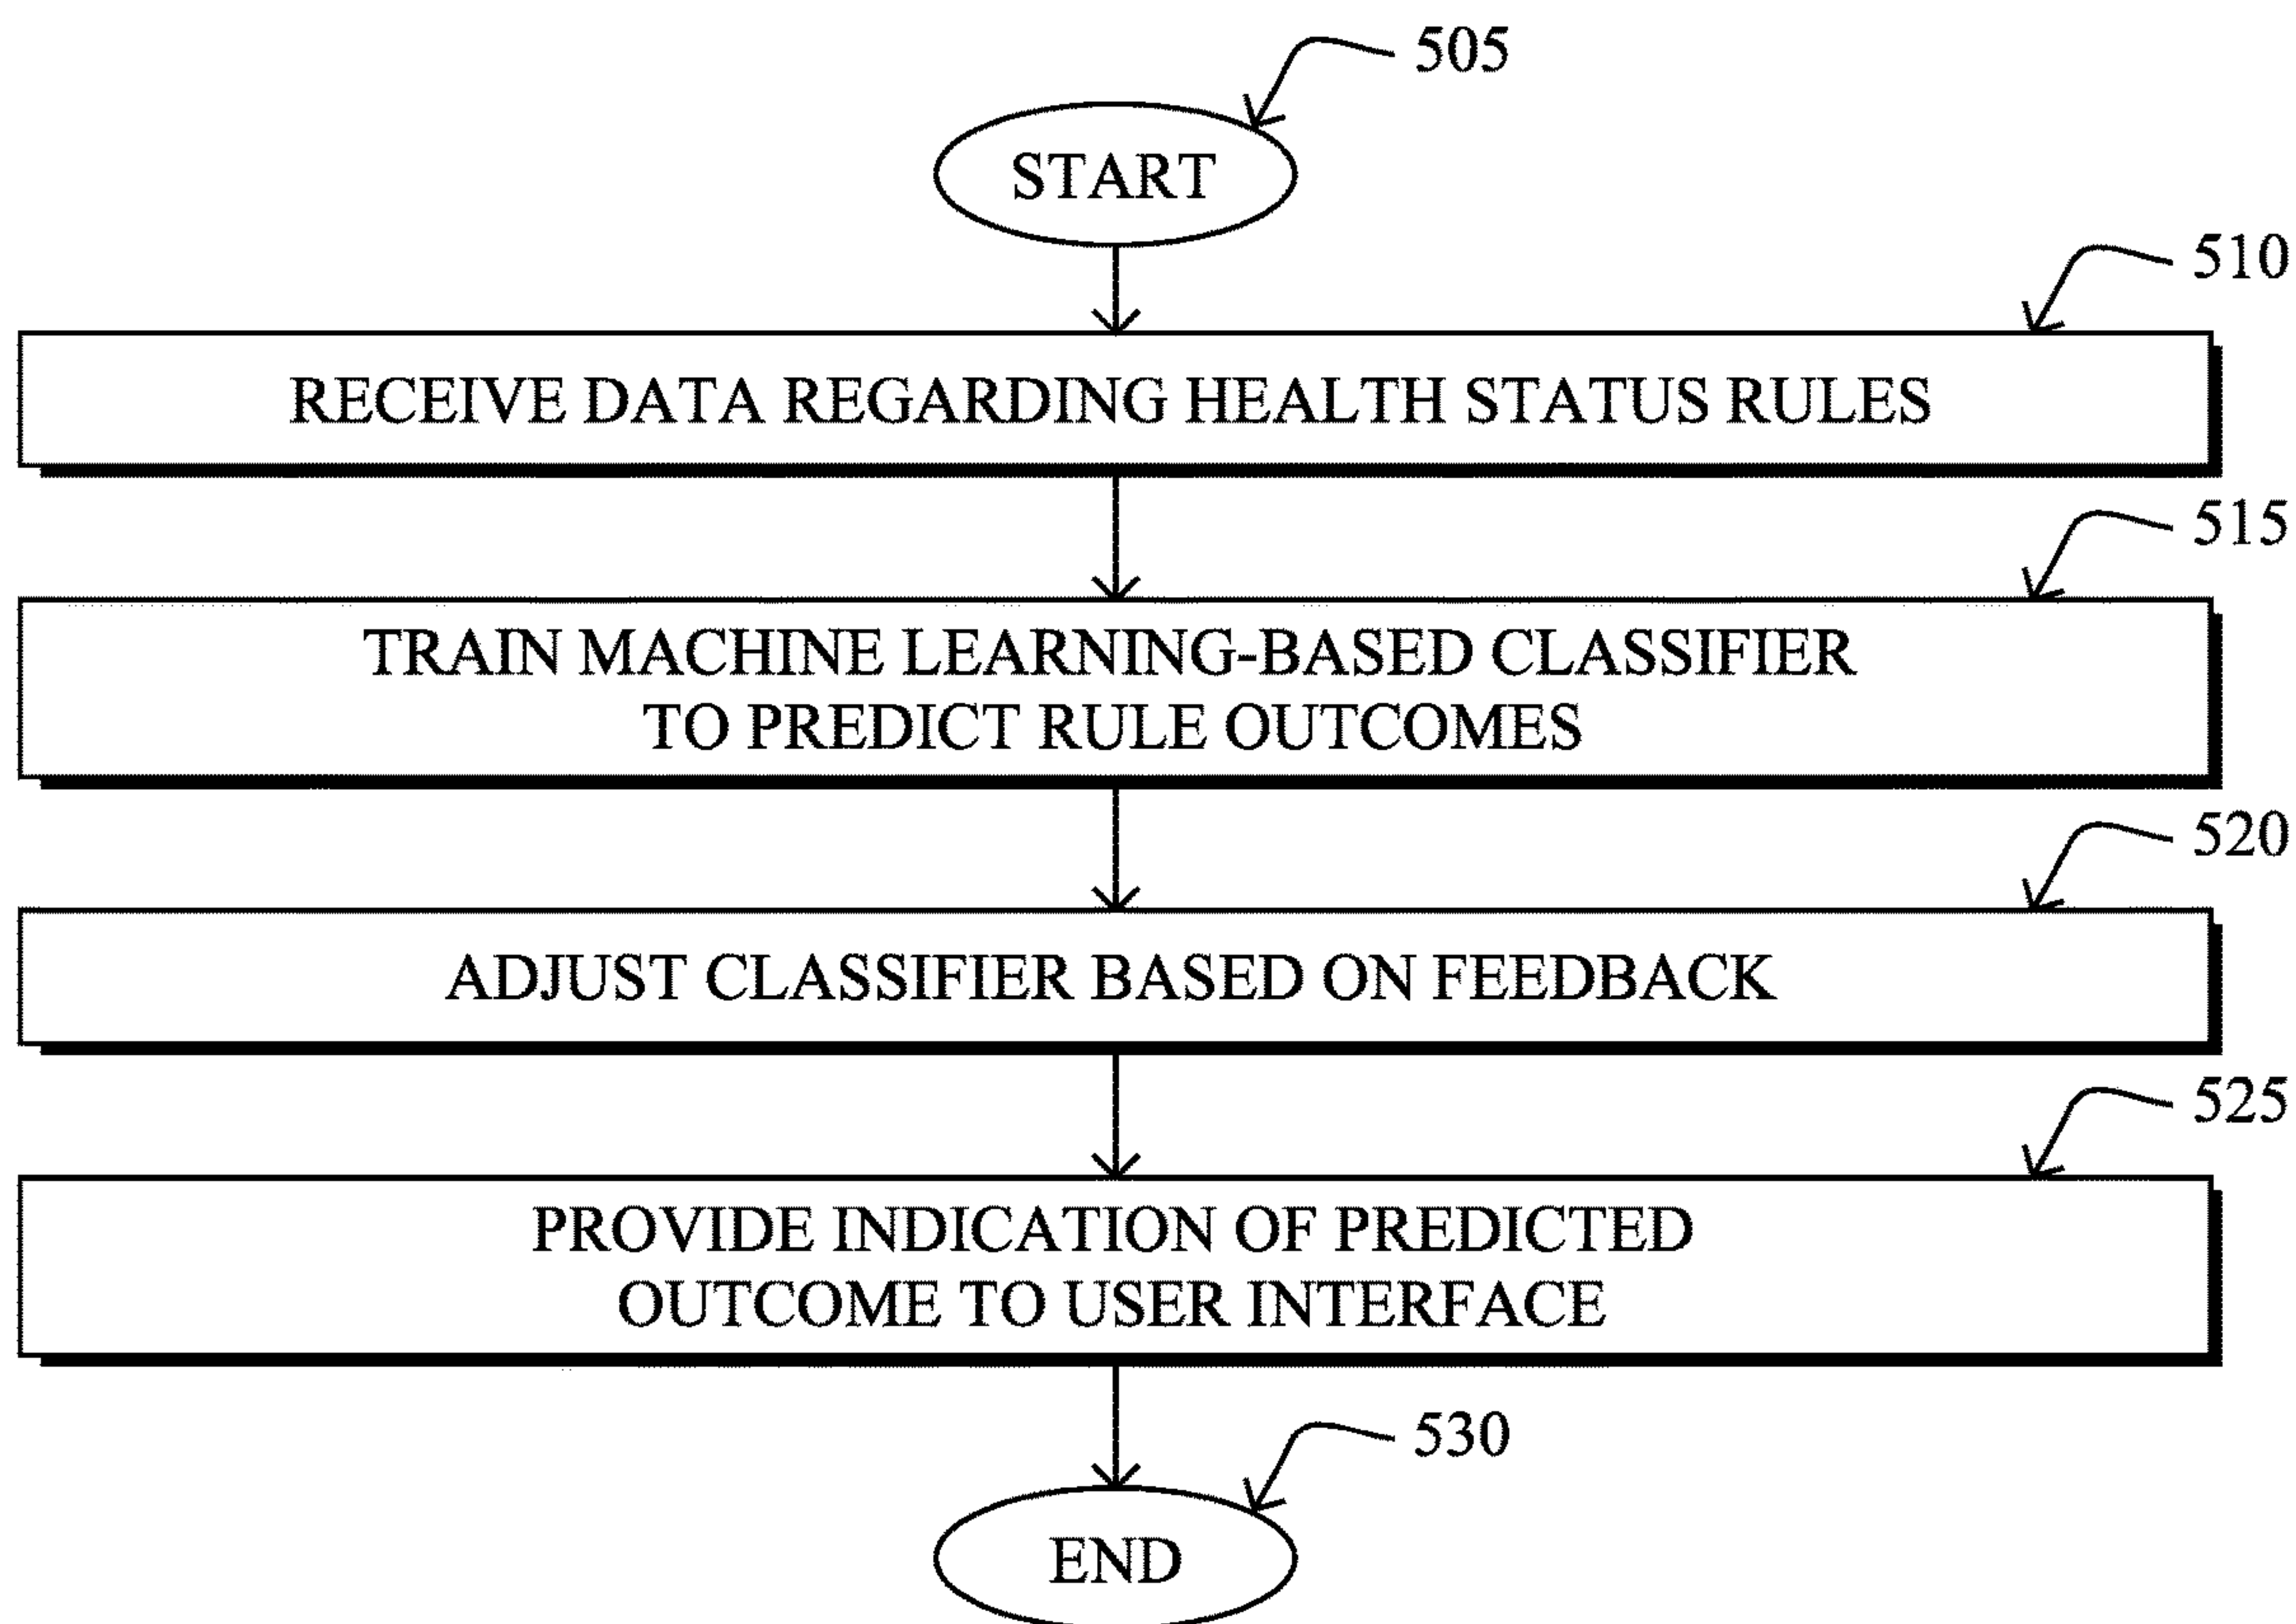 505
START
510
RECEIVE DATA REGARDING HEALTH STATUS RULES
515
TRAIN MACHINE LEARNING-BASED CLASSIFIER
TO PREDICT RULE OUTCOMES
520
ADJUST CLASSIFIER BASED ON FEEDBACK
525
PROVIDE INDICATION OF PREDICTED
OUTCOME TO USER INTERFACE
530
END